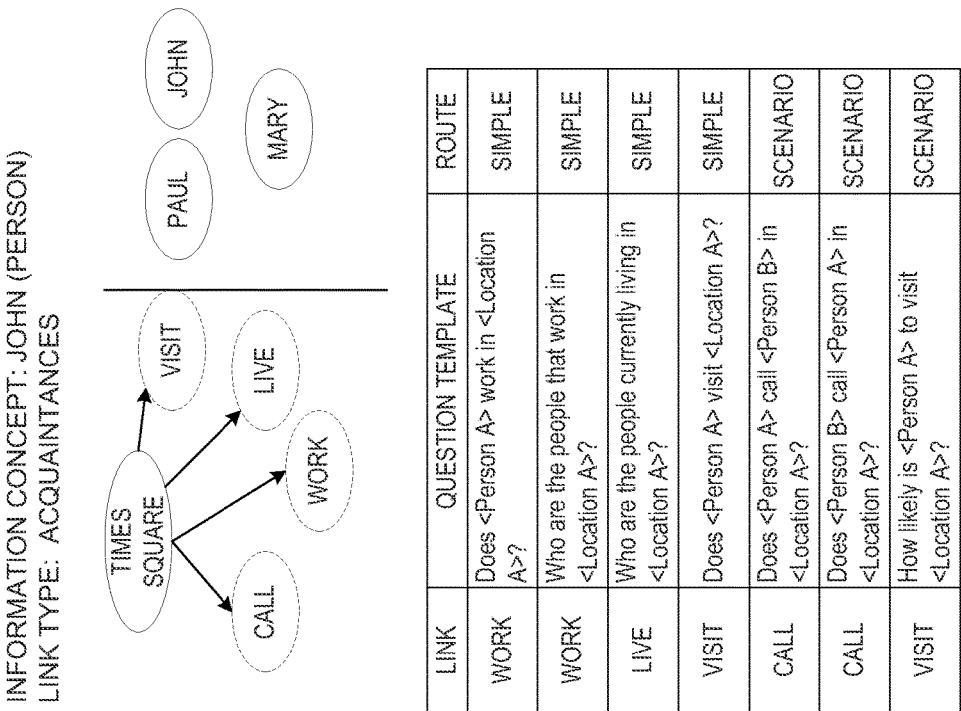 INFORMATION CONCEPT: JOHN (PERSON)
LINK TYPE: ACQUAINTANCES
TIMES
SQUARE
VISIT
LIVE
WORK
CALL
PAUL
JOHN
MARY
LINK QUESTION TEMPLATE ROUTE
WORK Does <Person A> work in <Location
A>? SIMPLE
WORK Who are the people that work in
<Location A>? SIMPLE
LIVE Who are the people currently living in
<Location A>? SIMPLE
VISIT Does <Person A> visit <Location A>? SIMPLE
CALL Does <Person A> call <Person B> in
<Location A>? SCENARIO
CALL Does <Person B> call <Person A> in
<Location A>? SCENARIO
VISIT How likely is <Person A> to visit
<Location A>? SCENARIO